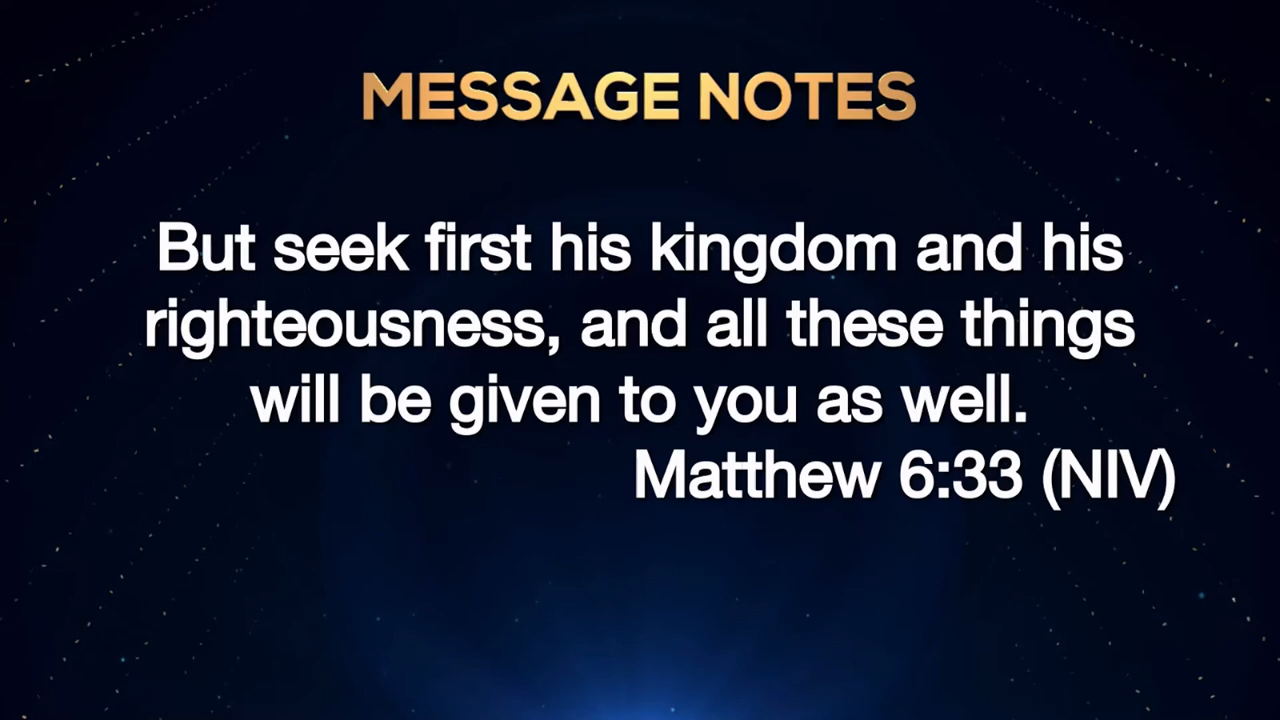 MESSAGE NOTES
But seek first his kingdom and his
righteousness, and all these things
will be given to you as well.
Matthew 6:33 (NIV)